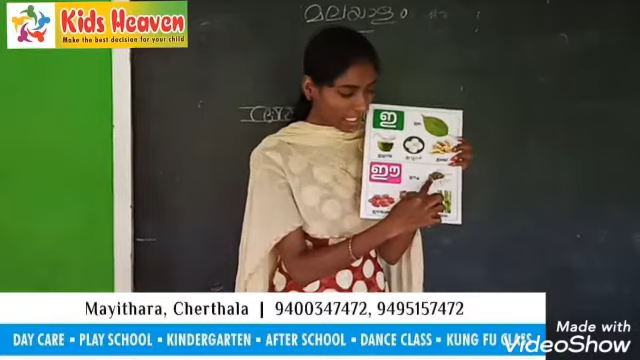 Kids Heaven
Make the best decision for your child
മലയാളം
ഇ
ഈ
Mayithara, Cherthala | 9400347472, 9495157472
DAY CARE ▪ PLAY SCHOOL ▪ KINDERGARTEN ▪ AFTER SCHOOL ▪ DANCE CLASS ▪ KUNG FU CLASS
Made with
VideoShow